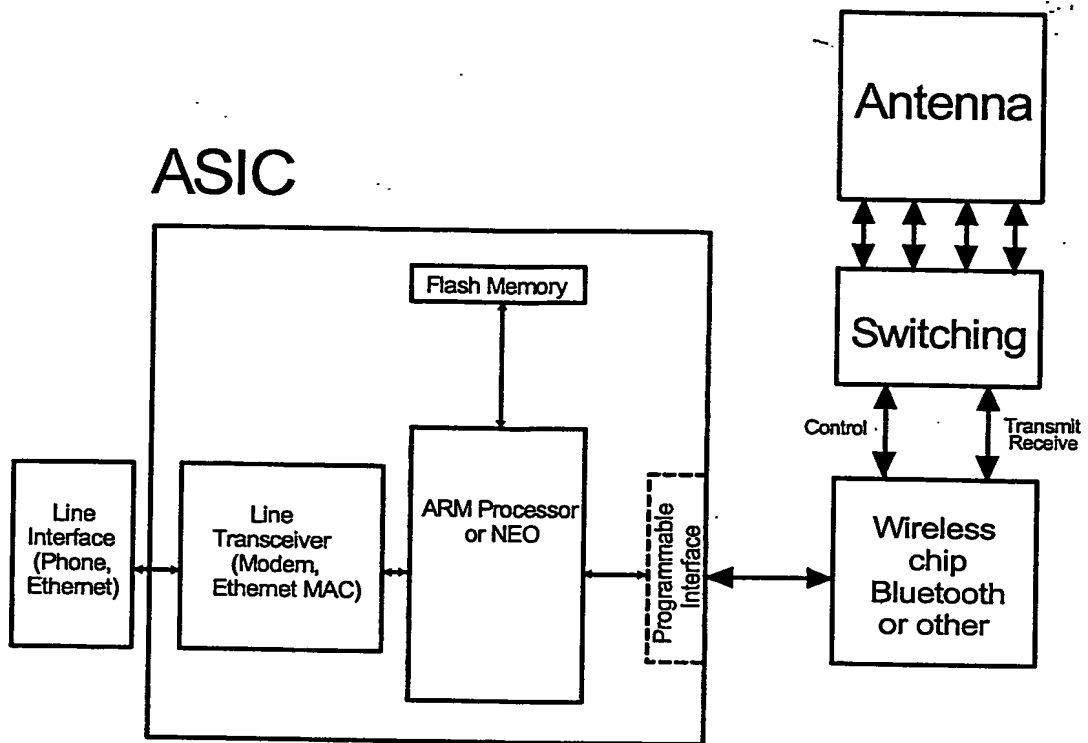 Antenna
ASIC
Flash Memory
Switching
Control
Transmit
Receive
Line
Interface
(Phone,
Ethernet)
Line
Transceiver
(Modem,
Ethernet MAC)
ARM Processor
or NEO
Programmable
Interface
Wireless
chip
Bluetooth
or other